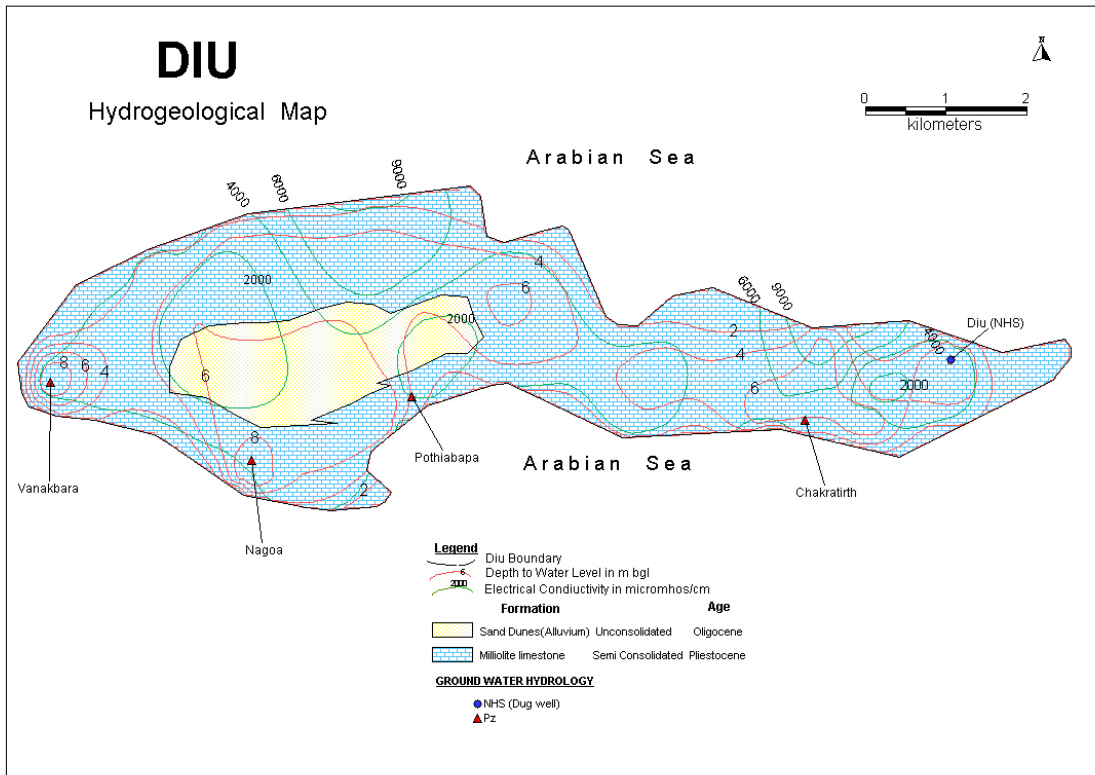 DIU
Hydrogeological Map
N
0 1 2
kilometers
Arabian Sea
9000
6000
4000
2000
4
6
2000
6000
9000
2
Diu (NHS)
4000
4
8 6 4
6
6
2000
8
Pothiabapa
Arabian Sea
Vanakbara
2
Chakratirth
Nagoa
Legend
Diu Boundary
6
Depth to Water Level in m bgl
2000
Electrical Condiuctivity in micromhos/cm
Formation Age
Sand Dunes(Alluvium) Unconsolidated Oligocene
Milliolite limestone Semi Consolidated Pliestocene
GROUND WATER HYDROLOGY
NHS (Dug well)
Pz